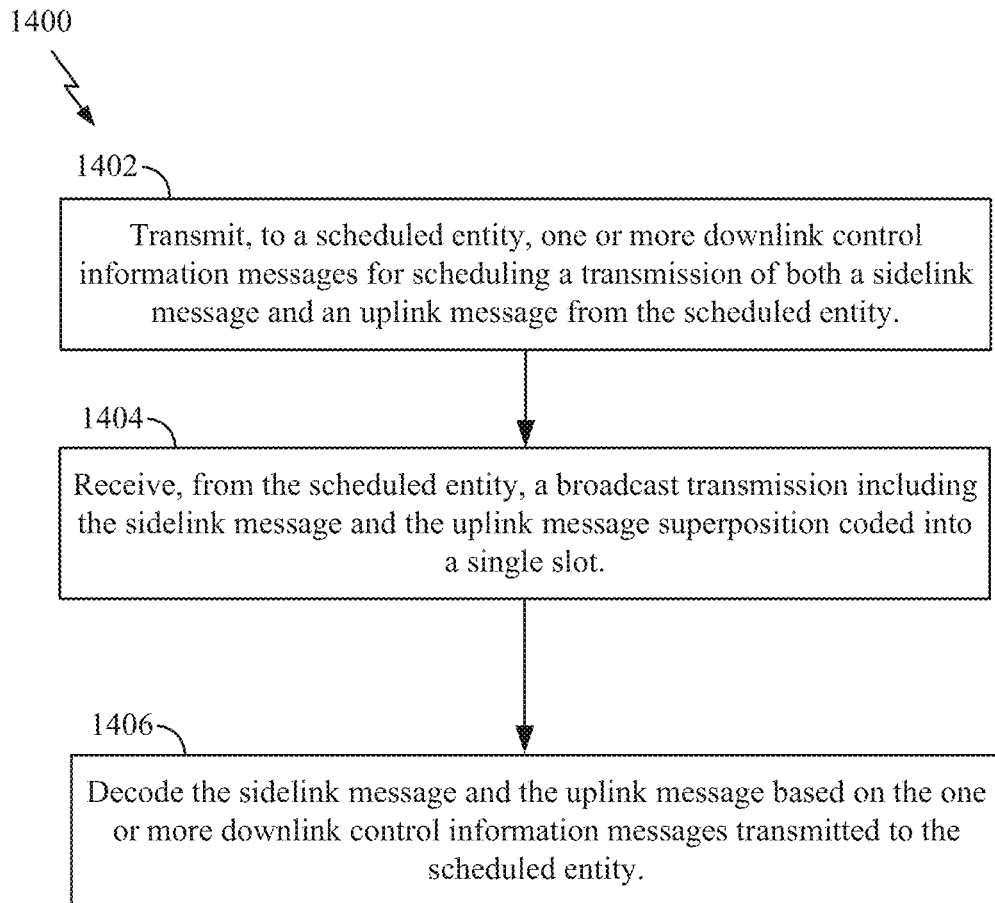 1400
1402
Transmit, to a scheduled entity, one or more downlink control
information messages for scheduling a transmission of both a sidelink
message and an uplink message from the scheduled entity.
1404
Receive, from the scheduled entity, a broadcast transmission including
the sidelink message and the uplink message superposition coded into
a single slot.
1406
Decode the sidelink message and the uplink message based on the one
or more downlink control information messages transmitted to the
scheduled entity.